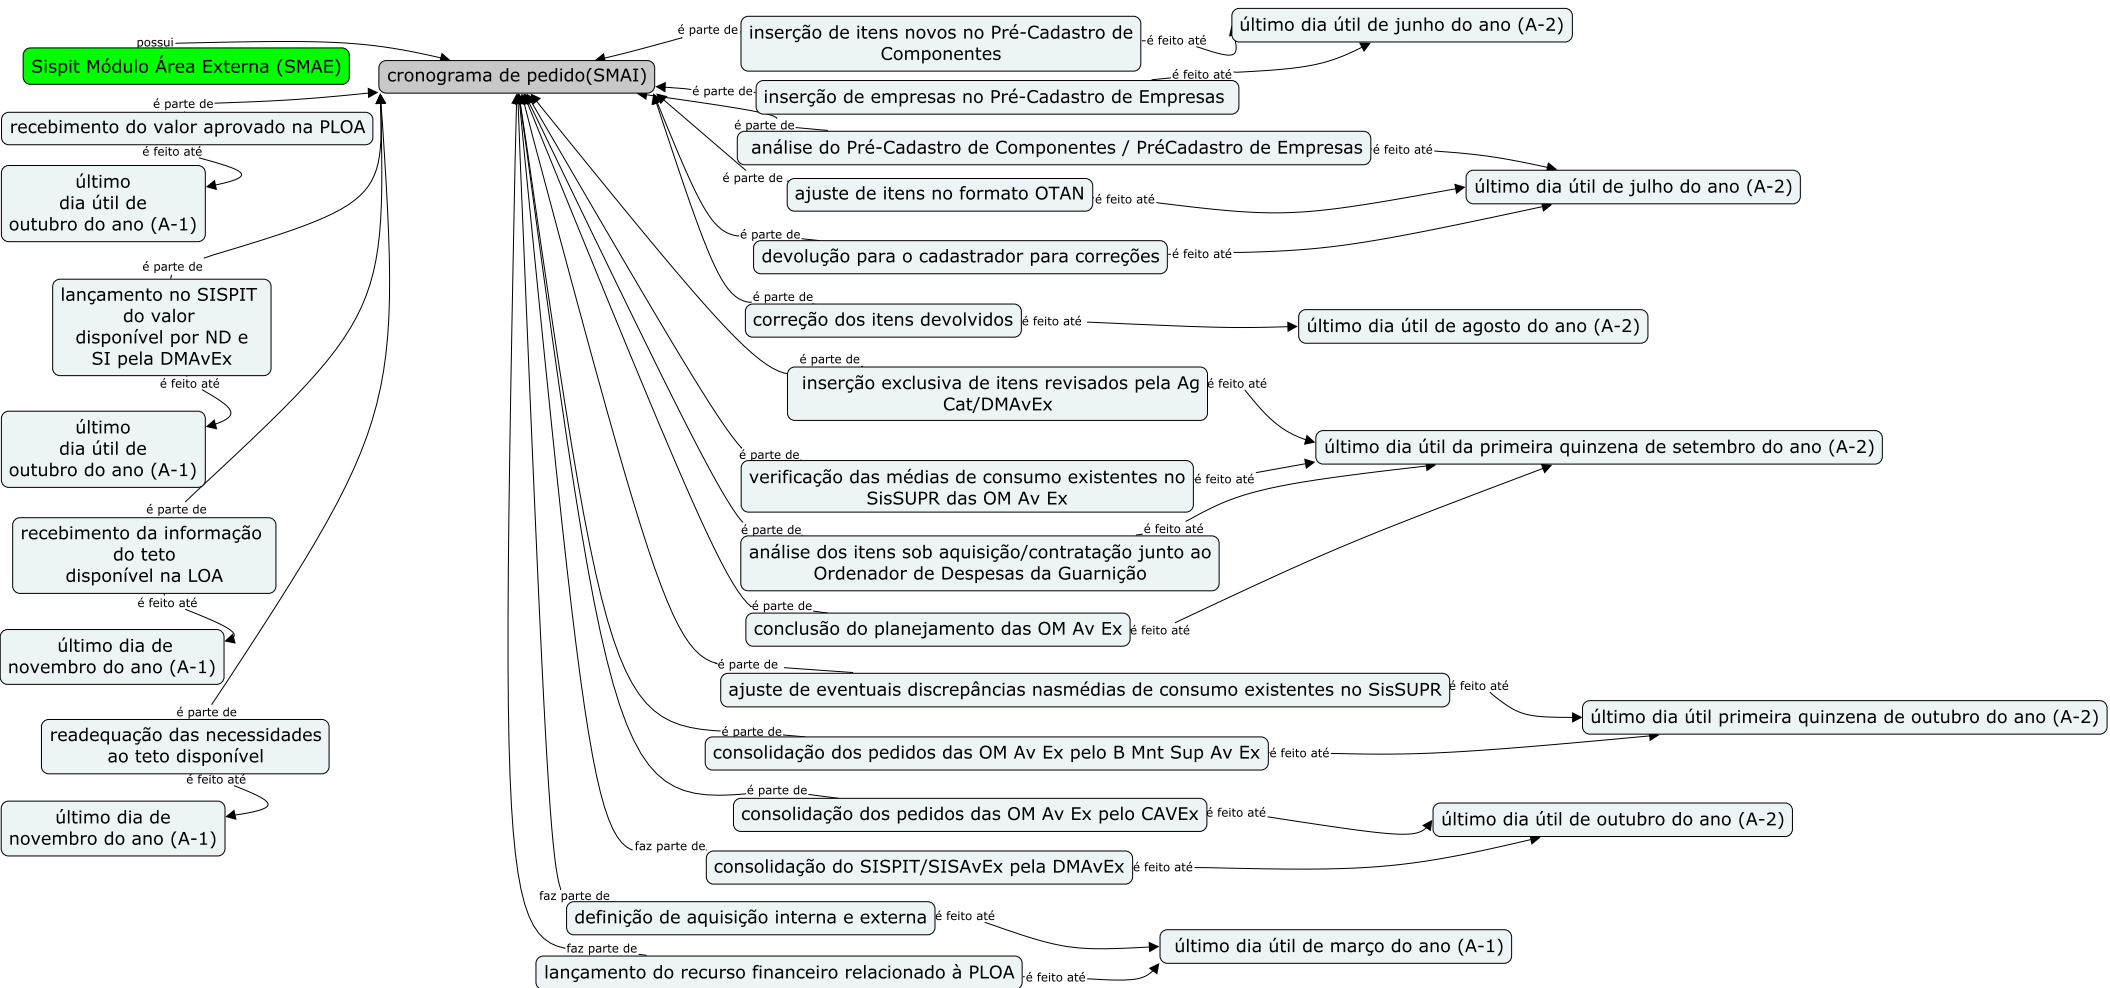 possui
Sispit Módulo Área Externa (SMAE)
cronograma de pedido(SMAI)
é parte de
recebimento do valor aprovado na PLOA
é feito até
último
dia útil de
outubro do ano (A-1)
é parte de
lançamento no SISPIT
do valor
disponível por ND e
SI pela DMAvEx
é feito até
último
dia útil de
outubro do ano (A-1)
é parte de
recebimento da informação
do teto
disponível na LOA
é feito até
último dia de
novembro do ano (A-1)
é parte de
readequação das necessidades
ao teto disponível
é feito até
último dia de
novembro do ano (A-1)
é parte de
inserção de itens novos no Pré-Cadastro de
Componentes
é feito até
último dia útil de junho do ano (A-2)
é parte de
inserção de empresas no Pré-Cadastro de Empresas
é feito até
é parte de
análise do Pré-Cadastro de Componentes / PréCadastro de Empresas
é feito até
último dia útil de julho do ano (A-2)
é parte de
ajuste de itens no formato OTAN
é feito até
é parte de
devolução para o cadastrador para correções
é feito até
é parte de
correção dos itens devolvidos
é feito até
último dia útil de agosto do ano (A-2)
é parte de
inserção exclusiva de itens revisados pela Ag
Cat/DMAvEx
é feito até
último dia útil da primeira quinzena de setembro do ano (A-2)
é parte de
verificação das médias de consumo existentes no
SisSUPR das OM Av Ex
é feito até
é parte de
análise dos itens sob aquisição/contratação junto ao
Ordenador de Despesas da Guarnição
é feito até
é parte de
conclusão do planejamento das OM Av Ex
é feito até
é parte de
ajuste de eventuais discrepâncias nasmédias de consumo existentes no SisSUPR
é feito até
último dia útil primeira quinzena de outubro do ano (A-2)
é parte de
consolidação dos pedidos das OM Av Ex pelo B Mnt Sup Av Ex
é feito até
é parte de
consolidação dos pedidos das OM Av Ex pelo CAVEx
é feito até
último dia útil de outubro do ano (A-2)
faz parte de
consolidação do SISPIT/SISAvEx pela DMAvEx
é feito até
faz parte de
definição de aquisição interna e externa
é feito até
último dia útil de março do ano (A-1)
faz parte de
lançamento do recurso financeiro relacionado à PLOA
é feito até